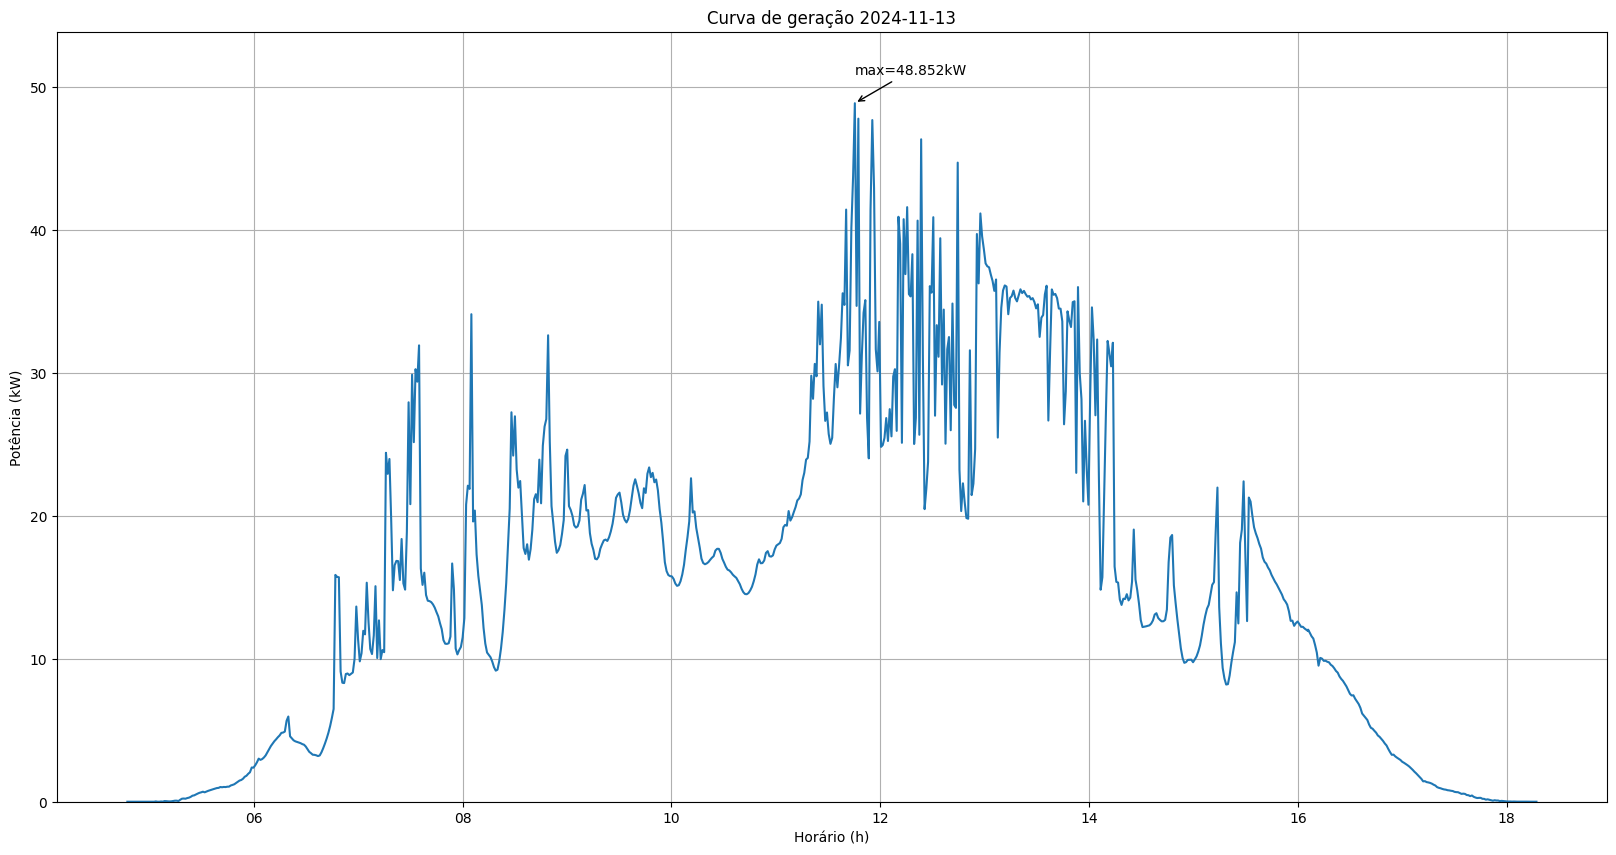 Curva de geração 2024-11-13
max=48.852kW
Potência (kW)
50
40
30
20
10
0
06 08 10 12 14 16 18
Horário (h)